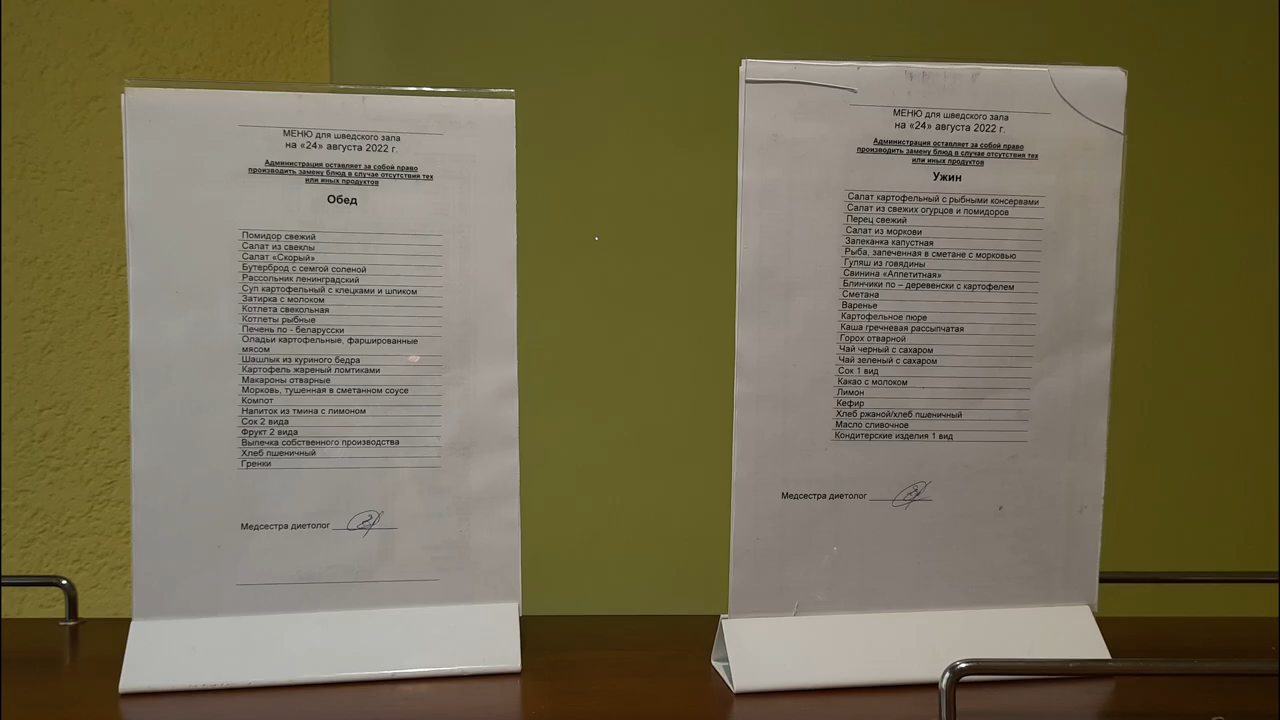 МЕНЮ для шведского зала
на «24» августа 2022 г.
Администрация оставляет за собой право
производить замену блюд в случае отсутствия тех
или иных продуктов
Обед
Помидор свежий
Салат из свеклы
Салат «Скорый»
Бутерброд с семгой соленой
Рассольник ленинградский
Суп картофельный с клецками и шпиком
Затирка с молоком
Котлета свекольная
Котлеты рыбные
Печень по - беларусски
Оладьи картофельные, фаршированные
мясом
Шашлык из куриного бедра
Картофель жареный ломтиками
Макароны отварные
Морковь, тушенная в сметанном соусе
Компот
Напиток из тмина с лимоном
Сок 2 вида
Фрукт 2 вида
Выпечка собственного производства
Хлеб пшеничный
Гренки
Медсестра диетолог
МЕНЮ для шведского зала
на «24» августа 2022 г.
Администрация оставляет за собой право
производить замену блюд в случае отсутствия тех
или иных продуктов
Ужин
Салат картофельный с рыбными консервами
Салат из свежих огурцов и помидоров
Перец свежий
Салат из моркови
Запеканка капустная
Рыба, запеченная в сметане с морковью
Гуляш из говядины
Свинина «Аппетитная»
Блинчики по – деревенски с картофелем
Сметана
Варенье
Картофельное пюре
Каша гречневая рассыпчатая
Горох отварной
Чай черный с сахаром
Чай зеленый с сахаром
Сок 1 вид
Какао с молоком
Лимон
Кефир
Хлеб ржаной/хлеб пшеничный
Масло сливочное
Кондитерские изделия 1 вид
Медсестра диетолог